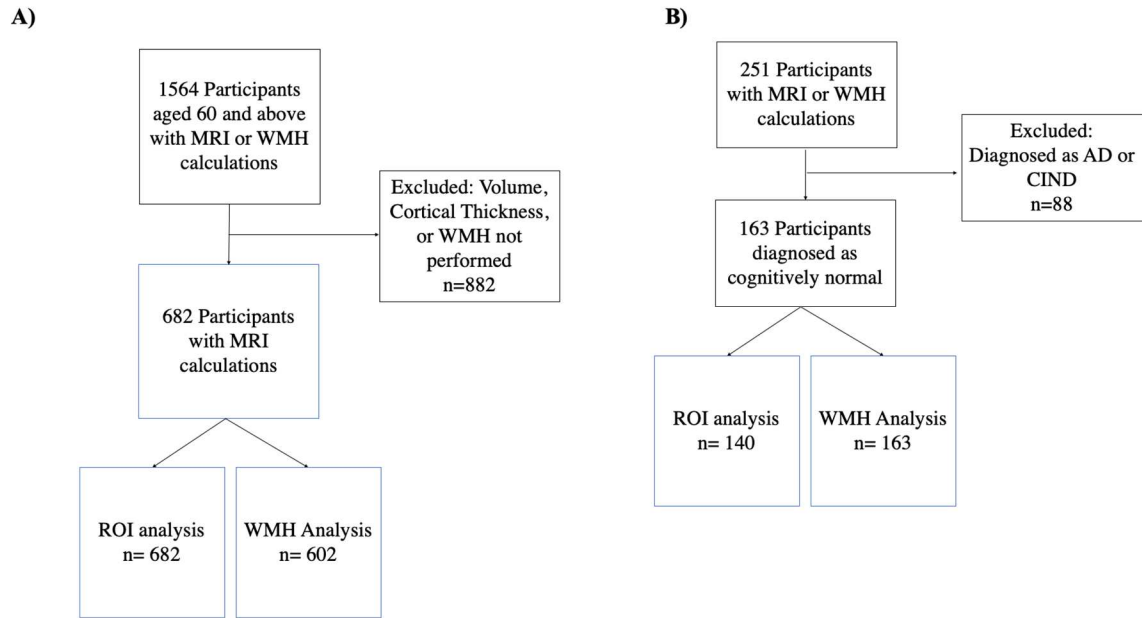 A)
1564 Participants
aged 60 and above
with MRI or WMH
calculations
Excluded: Volume,
Cortical Thickness,
or WMH not
performed
n=882
682 Participants
with MRI
calculations
ROI analysis
n= 682
WMH Analysis
n= 602
B)
251 Participants
with MRI or WMH
calculations
Excluded:
Diagnosed as AD or
CIND
n=88
163 Participants
diagnosed as
cognitively normal
ROI analysis
n= 140
WMH Analysis
n= 163